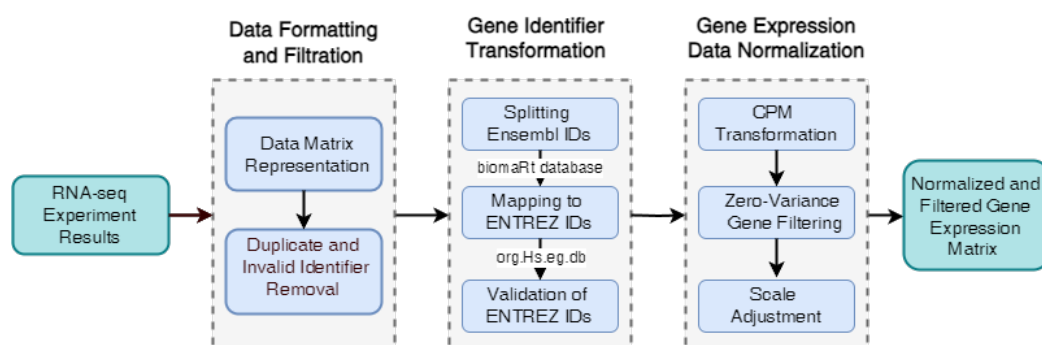 Data Formatting
and Filtration
Gene Identifier
Transformation
Gene Expression
Data Normalization
RNA-seq
Experiment
Results
Data Matrix
Representation
Duplicate and
Invalid Identifier
Removal
Splitting
Ensembl IDs
biomaRt database
Mapping to
ENTREZ IDs
org.Hs.eg.db
Validation of
ENTREZ IDs
CPM
Transformation
Zero-Variance
Gene Filtering
Scale
Adjustment
Normalized and
Filtered Gene
Expression
Matrix